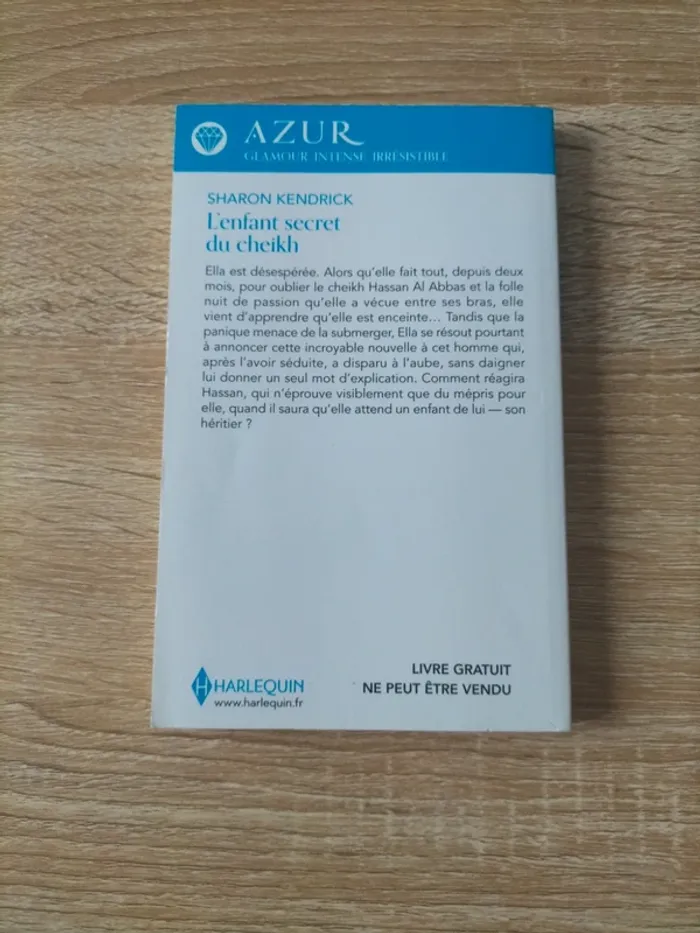 AZUR
GLAMOUR INTENSE IRRÉSISTIBLE
SHARON KENDRICK
L'enfant secret
du cheikh
Ella est désespérée. Alors qu'elle fait tout, depuis deux
mois, pour oublier le cheikh Hassan Al Abbas et la folle
nuit de passion qu'elle a vécue entre ses bras, elle
vient d'apprendre qu'elle est enceinte... Tandis que la
panique menace de la submerger, Ella se résout pourtant
à annoncer cette incroyable nouvelle à cet homme qui,
après l'avoir séduite, a disparu à l'aube, sans daigner
lui donner un seul mot d'explication. Comment réagira
Hassan, qui n'éprouve visiblement que du mépris pour
elle, quand il saura qu'elle attend un enfant de lui — son
héritier ?
LIVRE GRATUIT
NE PEUT ÊTRE VENDU
H HARLEQUIN
www.harlequin.fr